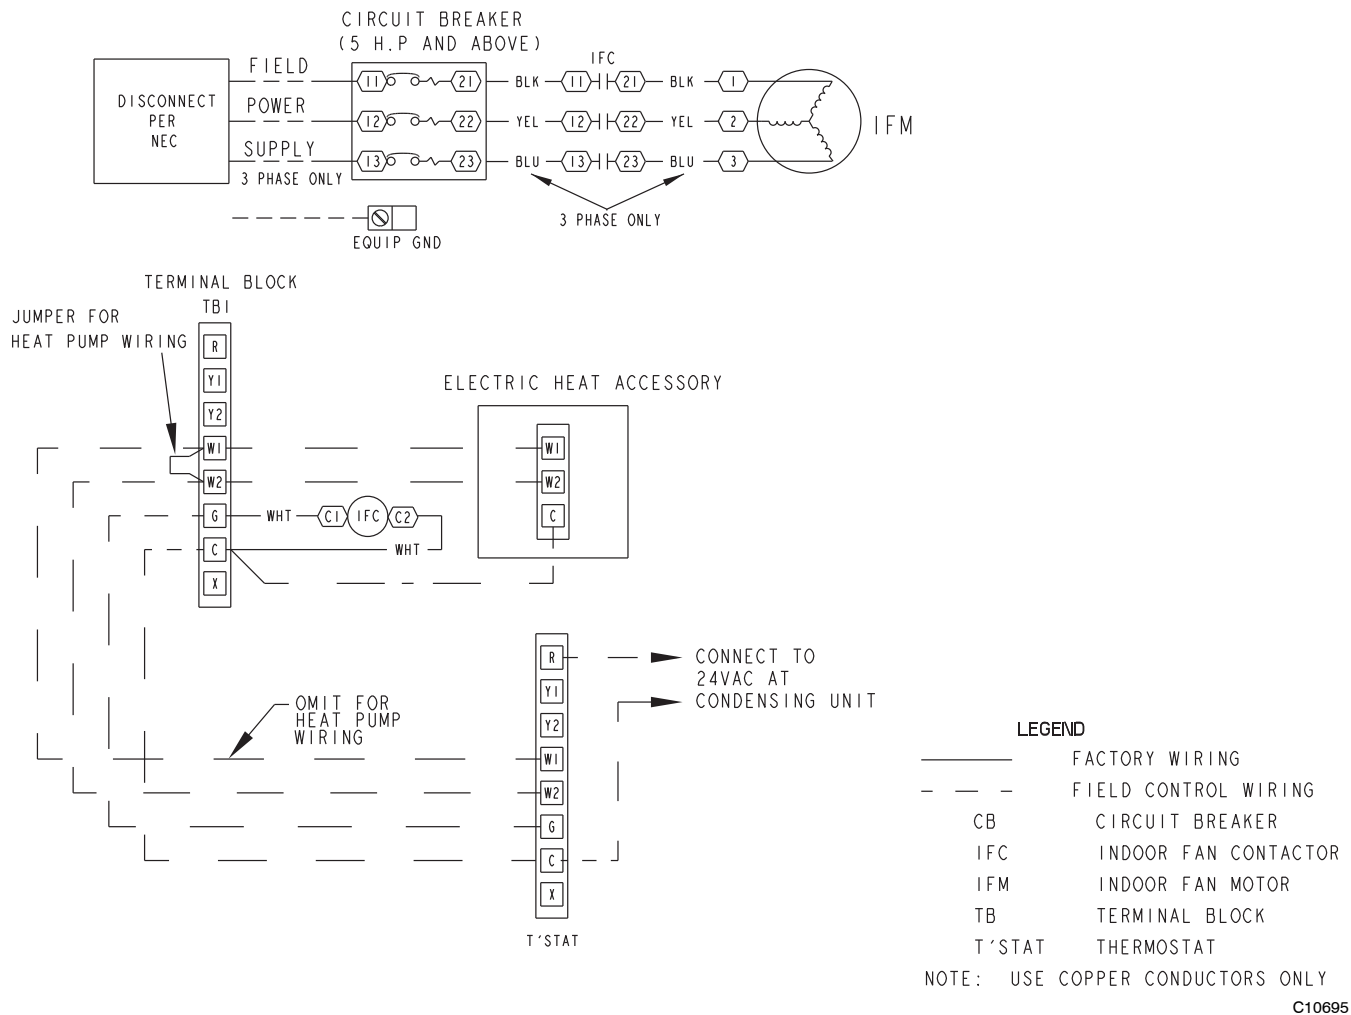 CIRCUIT BREAKER
(5 H.P AND ABOVE)
IFC
FIELD
11 21 BLK 11 21 BLK 1
DISCONNECT
PER
NEC
POWER
12 22 YEL 12 22 YEL 2
IFM
SUPPLY
13 23 BLU 13 23 BLU 3
3 PHASE ONLY
3 PHASE ONLY
EQUIP GND
TERMINAL BLOCK
TB1
JUMPER FOR
HEAT PUMP WIRING
R
Y1
Y2
W1
W2
G
C
X
WHT C1 IFC C2
WHT
ELECTRIC HEAT ACCESSORY
W1
W2
C
OMIT FOR
HEAT PUMP
WIRING
R
Y1
Y2
W1
W2
G
C
X
T'STAT
CONNECT TO
24VAC AT
CONDENSING UNIT
LEGEND
FACTORY WIRING
FIELD CONTROL WIRING
CB CIRCUIT BREAKER
IFC INDOOR FAN CONTACTOR
IFM INDOOR FAN MOTOR
TB TERMINAL BLOCK
T'STAT THERMOSTAT
NOTE: USE COPPER CONDUCTORS ONLY
C10695